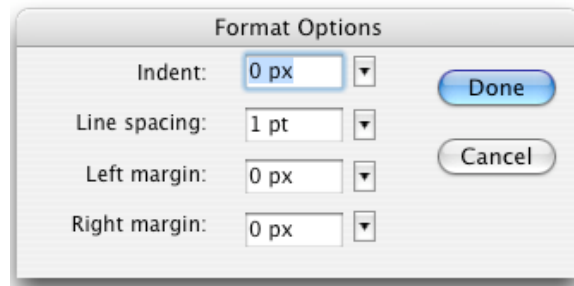 Format Options
Indent: 0 px
Done
Line spacing: 1 pt
Cancel
Left margin: 0 px
Right margin: 0 px